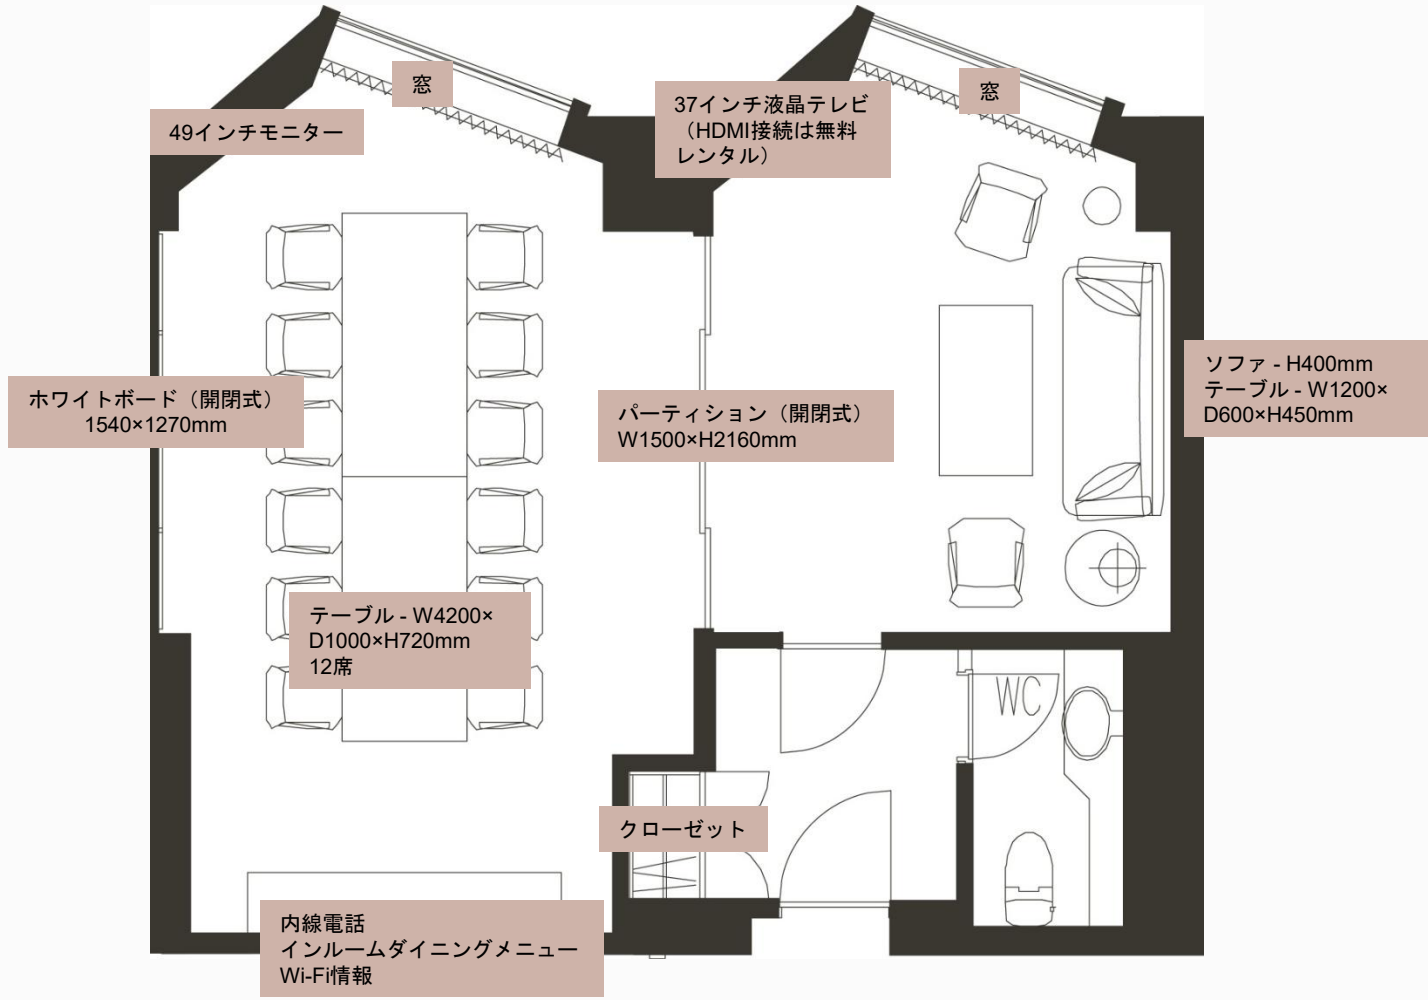 窓
窓
49インチモニター
37インチ液晶テレビ
（HDMI接続は無料
レンタル）
ホワイトボード（開閉式）
1540×1270mm
パーティション（開閉式）
W1500×H2160mm
ソファ - H400mm
テーブル - W1200×
D600×H450mm
テーブル - W4200×
D1000×H720mm
12席
WC
クローゼット
内線電話
インルームダイニングメニュー
Wi-Fi情報